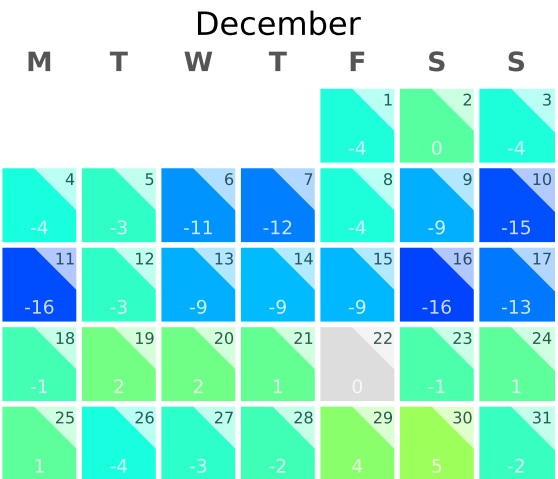 December
M T W T F S S
1 2 3
-4 0 -4
4 5 6 7 8 9 10
-4 -3 -11 -12 -4 -9 -15
11 12 13 14 15 16 17
-16 -3 -9 -9 -9 -16 -13
18 19 20 21 22 23 24
-1 2 2 1 0 -1 1
25 26 27 28 29 30 31
1 -4 -3 -2 4 5 -2